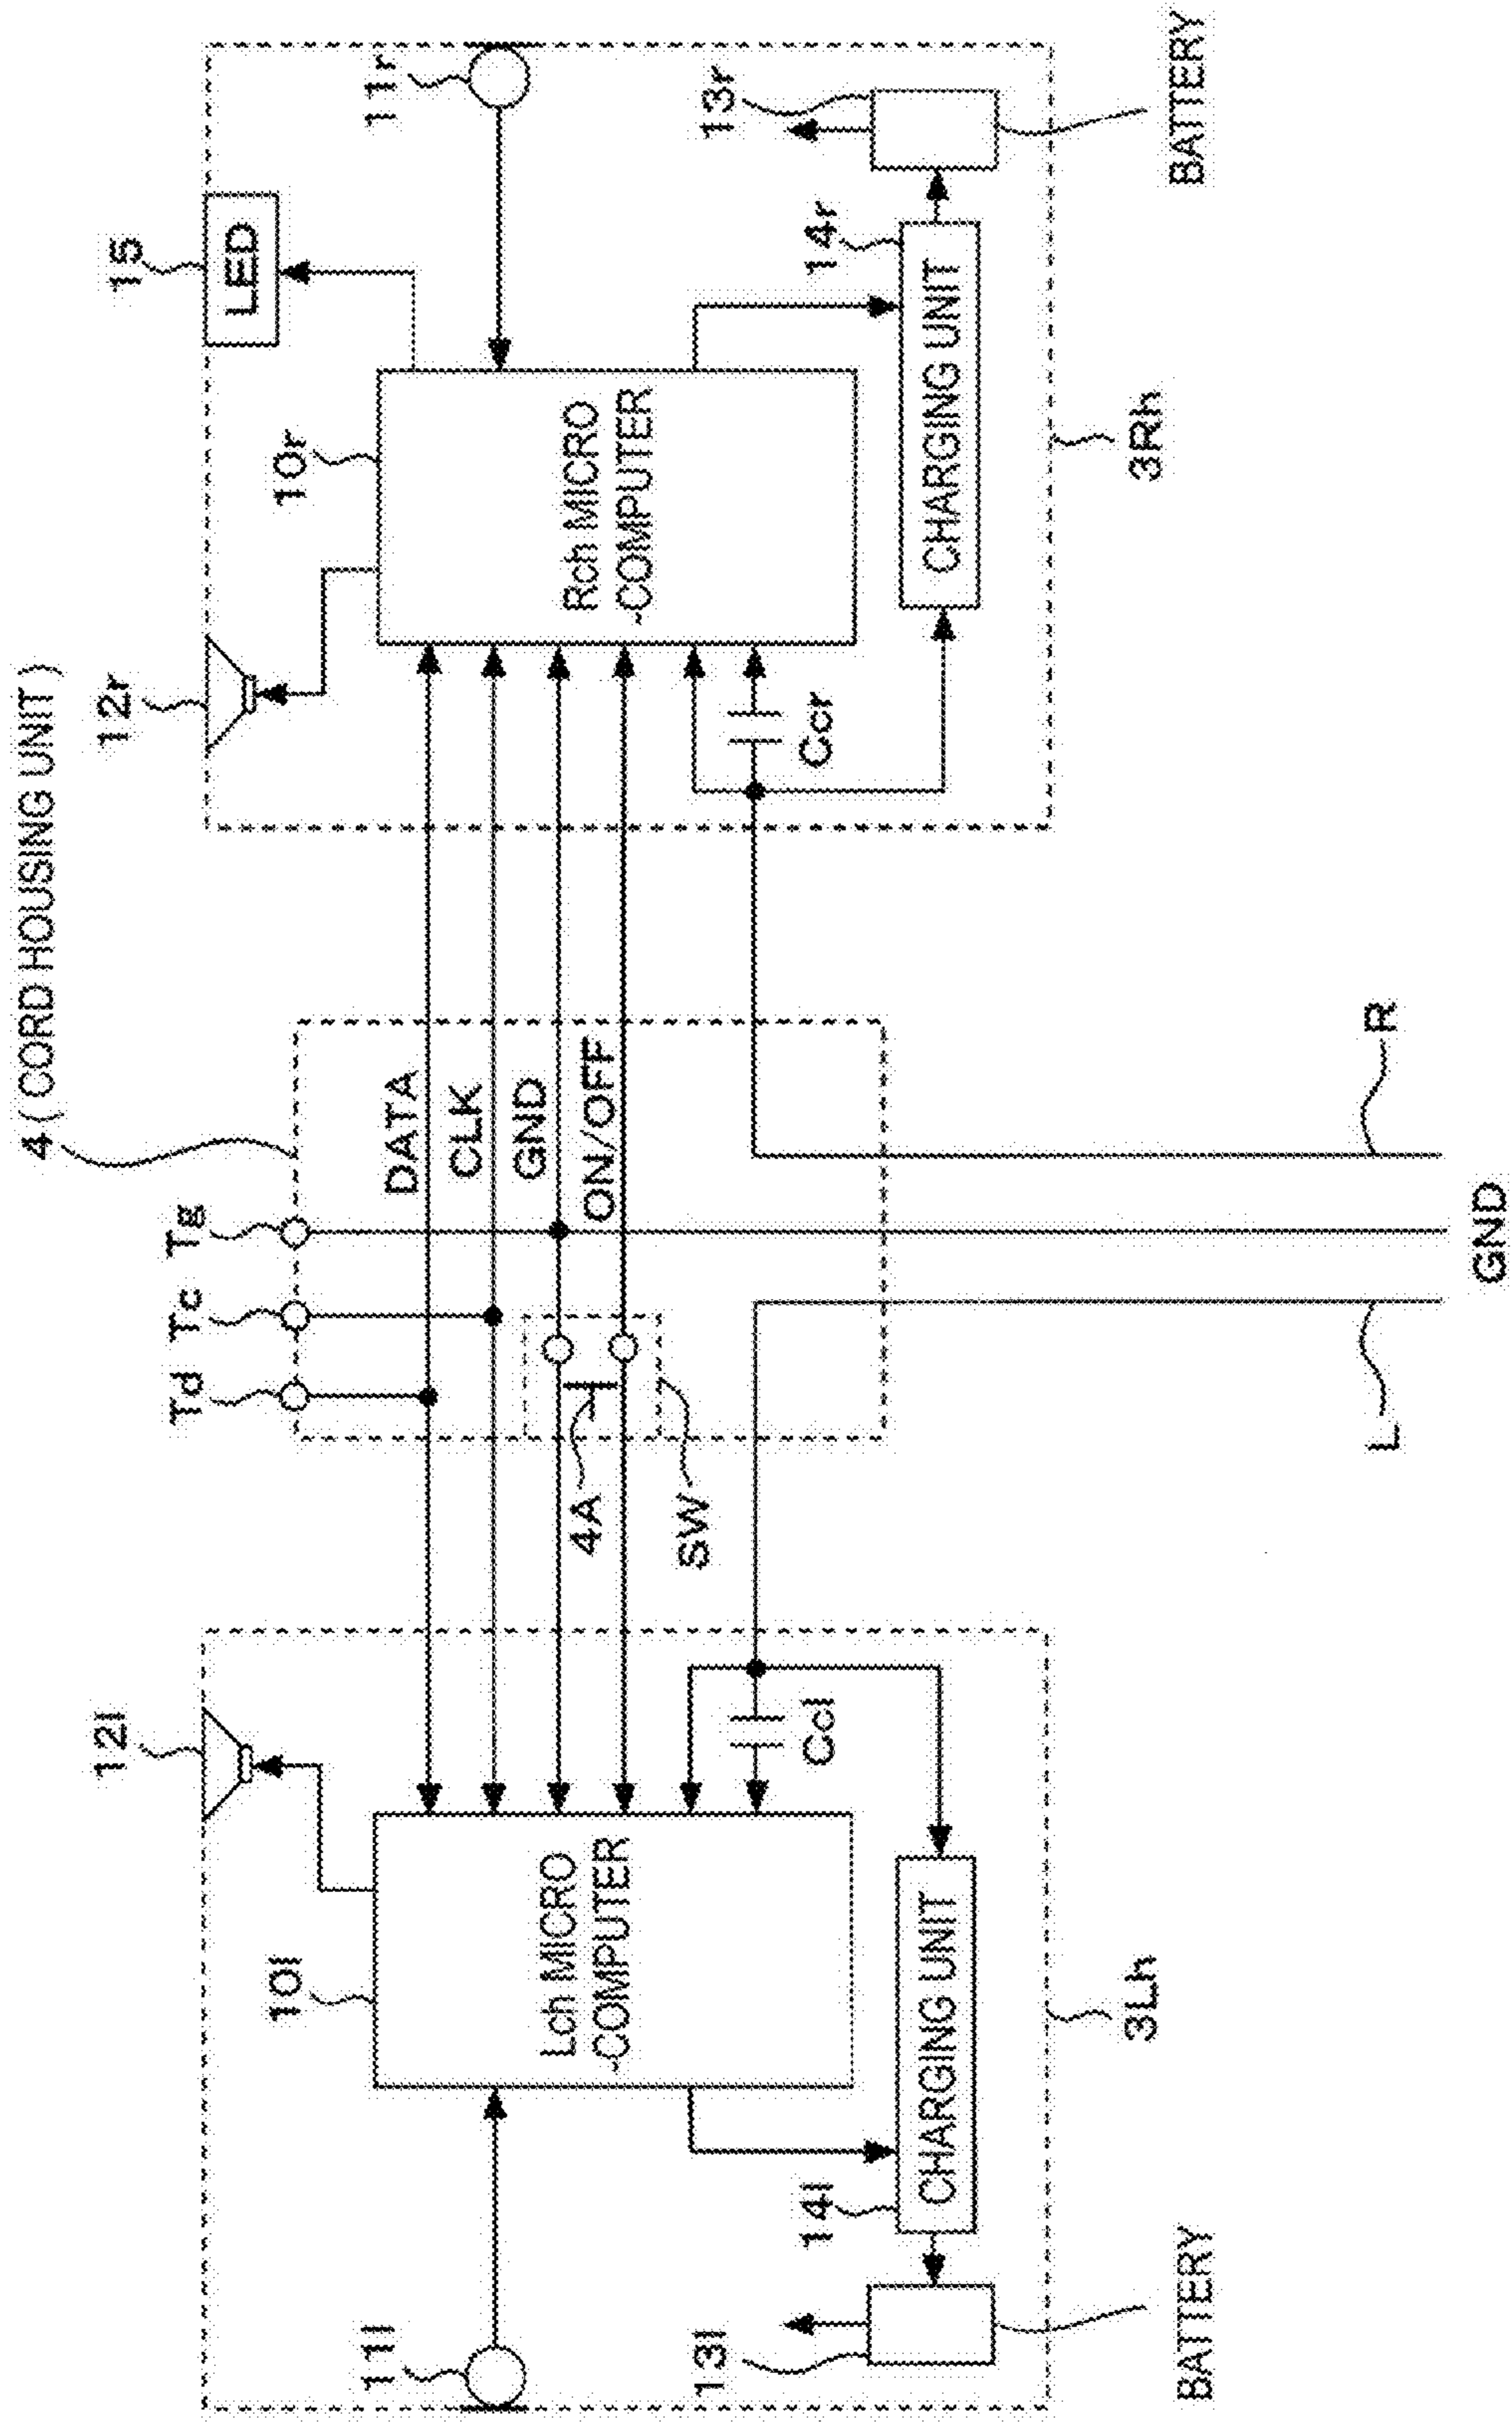 4 ( CORD HOUSING UNIT )
12l
Td
Tc
Tg
12r
15
LED
11l
10l
10r
11r
DATA
CLK
GND
ON/OFF
Lch MICRO
-COMPUTER
Rch MICRO
-COMPUTER
4A
SW
13l
14l
Ccl
Ccr
14r
13r
CHARGING UNIT
CHARGING UNIT
3Lh
3Rh
BATTERY
BATTERY
L
R
GND